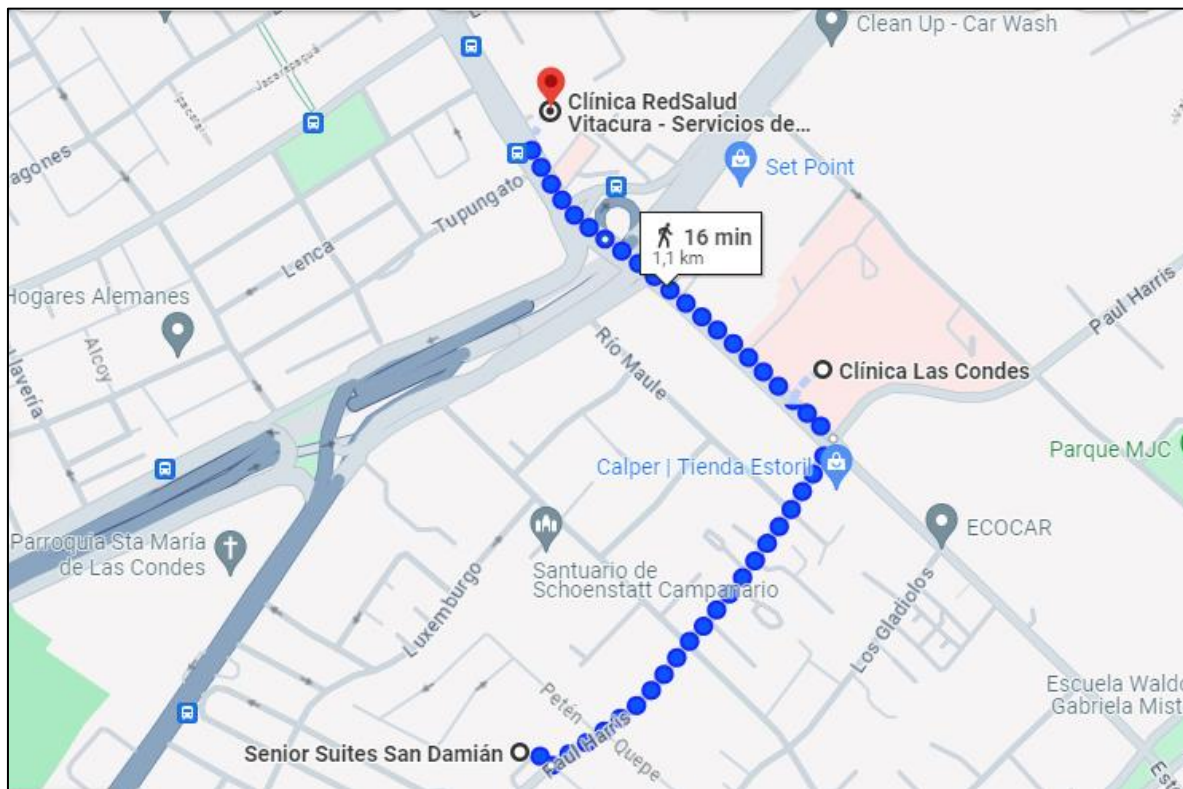 Clean Up - Car Wash
Jacarepaguá
Clínica RedSalud
Vitacura - Servicios de...
agones
Set Point
Tupungato
Lenca
16 min
1,1 km
Hogares Alemanes
Alcoy
llavería
Río Maule
Paul Harris
Clínica Las Condes
Parque MJC
Calper | Tienda Estoril
ECOCAR
Parroquia Sta María
de Las Condes
Santuario de
Schoenstatt Campanario
Luxemburgo
Los Gladiolos
Escuela Waldo
Gabriela Mist
Petén
Quepe
Paul Harris
Senior Suites San Damián
Est